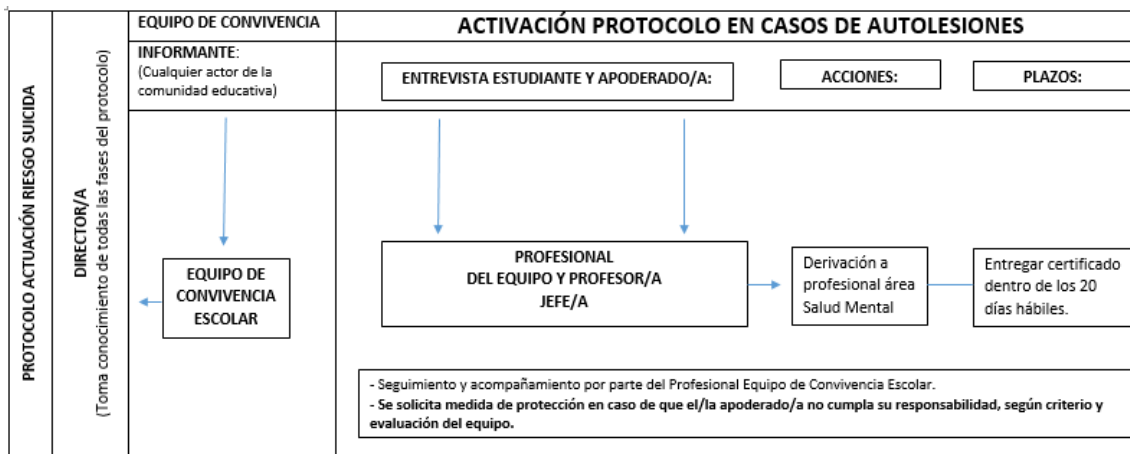 PROTOCOLO ACTUACIÓN RIESGO SUICIDA
DIRECTOR/A
(Toma conocimiento de todas las fases del protocolo)
EQUIPO DE CONVIVENCIA
INFORMANTE:
(Cualquier actor de la
comunidad educativa)
EQUIPO DE
CONVIVENCIA
ESCOLAR
ACTIVACIÓN PROTOCOLO EN CASOS DE AUTOLESIONES
ENTREVISTA ESTUDIANTE Y APODERADO/A:
ACCIONES:
PLAZOS:
PROFESIONAL
DEL EQUIPO Y PROFESOR/A
JEFE/A
Derivación a
profesional área
Salud Mental
Entregar certificado
dentro de los 20
días hábiles.
- Seguimiento y acompañamiento por parte del Profesional Equipo de Convivencia Escolar.
- Se solicita medida de protección en caso de que el/la apoderado/a no cumpla su responsabilidad, según criterio y
evaluación del equipo.